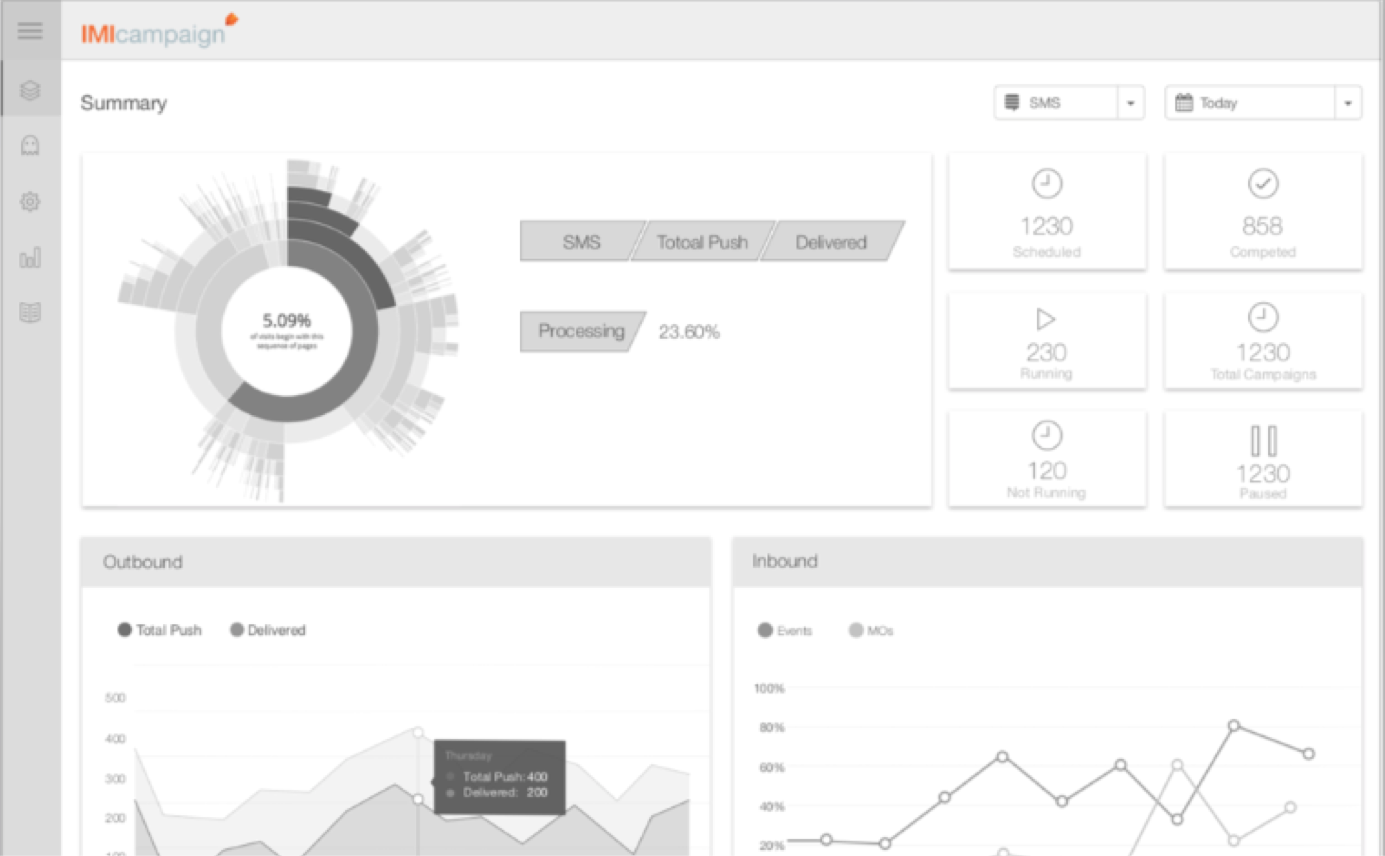 IMIcampaign
Summary
SMS
Today
5.09%
of visits begin with this
sequence of pages
SMS
Totoal Push
Delivered
Processing
23.60%
1230
Scheduled
858
Competed
230
Running
1230
Total Campaigns
120
Not Running
1230
Paused
Outbound
Total Push
Delivered
500
400
300
200
100
Thursday
Total Push: 400
Delivered: 200
Inbound
Events
MOs
100%
80%
60%
40%
20%